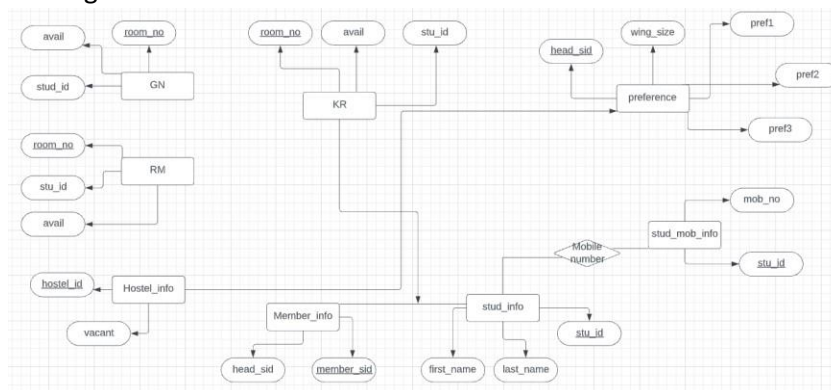 avail
room_no
stud_id
GN
room_no
avail
stu_id
KR
head_sid
wing_size
pref1
pref2
preference
pref3
room_no
RM
stu_id
avail
mob_no
stud_mob_info
Mobile
number
stu_id
hostel_id
Hostel_info
vacant
Member_info
head_sid
member_sid
stud_info
first_name
last_name
stu_id